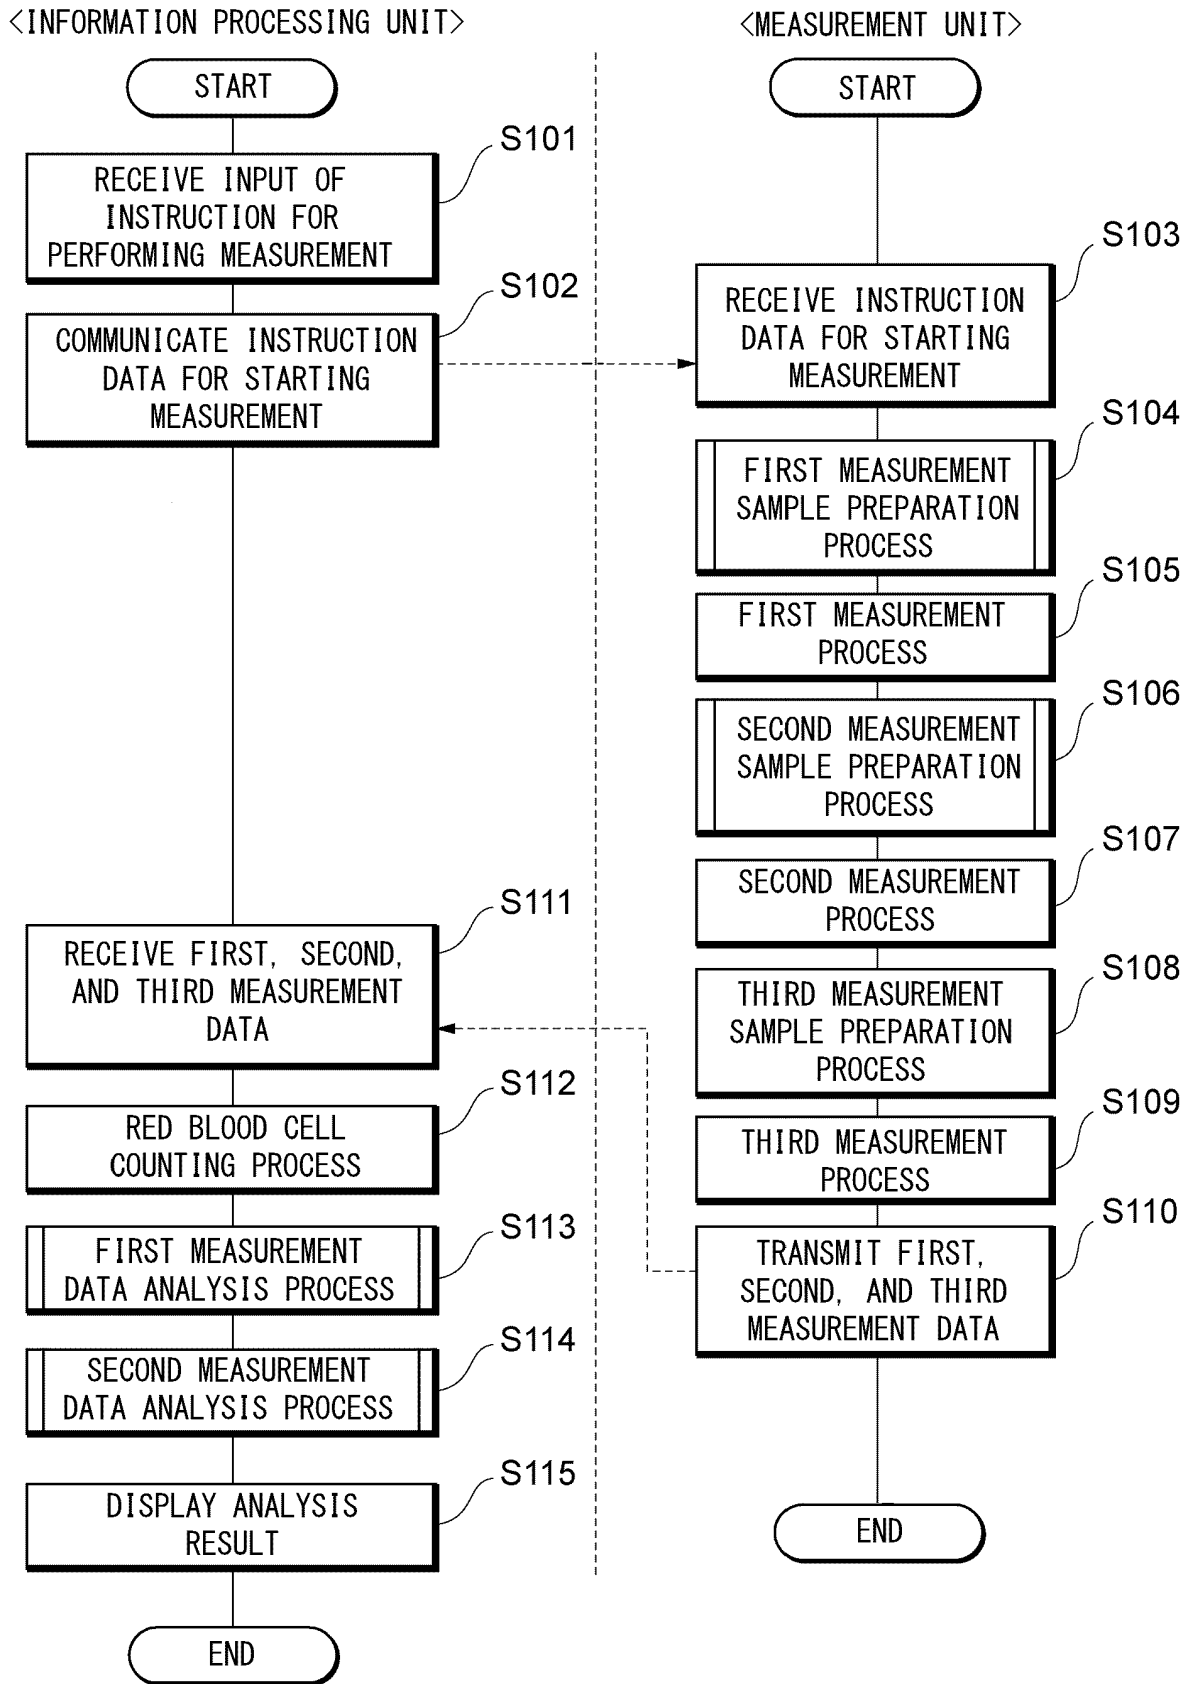 <INFORMATION PROCESSING UNIT>
START
S101
RECEIVE INPUT OF
INSTRUCTION FOR
PERFORMING MEASUREMENT
S102
COMMUNICATE INSTRUCTION
DATA FOR STARTING
MEASUREMENT
S111
RECEIVE FIRST, SECOND,
AND THIRD MEASUREMENT
DATA
S112
RED BLOOD CELL
COUNTING PROCESS
S113
FIRST MEASUREMENT
DATA ANALYSIS PROCESS
S114
SECOND MEASUREMENT
DATA ANALYSIS PROCESS
S115
DISPLAY ANALYSIS
RESULT
END
<MEASUREMENT UNIT>
START
S103
RECEIVE INSTRUCTION
DATA FOR STARTING
MEASUREMENT
S104
FIRST MEASUREMENT
SAMPLE PREPARATION
PROCESS
S105
FIRST MEASUREMENT
PROCESS
S106
SECOND MEASUREMENT
SAMPLE PREPARATION
PROCESS
S107
SECOND MEASUREMENT
PROCESS
S108
THIRD MEASUREMENT
SAMPLE PREPARATION
PROCESS
S109
THIRD MEASUREMENT
PROCESS
S110
TRANSMIT FIRST,
SECOND, AND THIRD
MEASUREMENT DATA
END